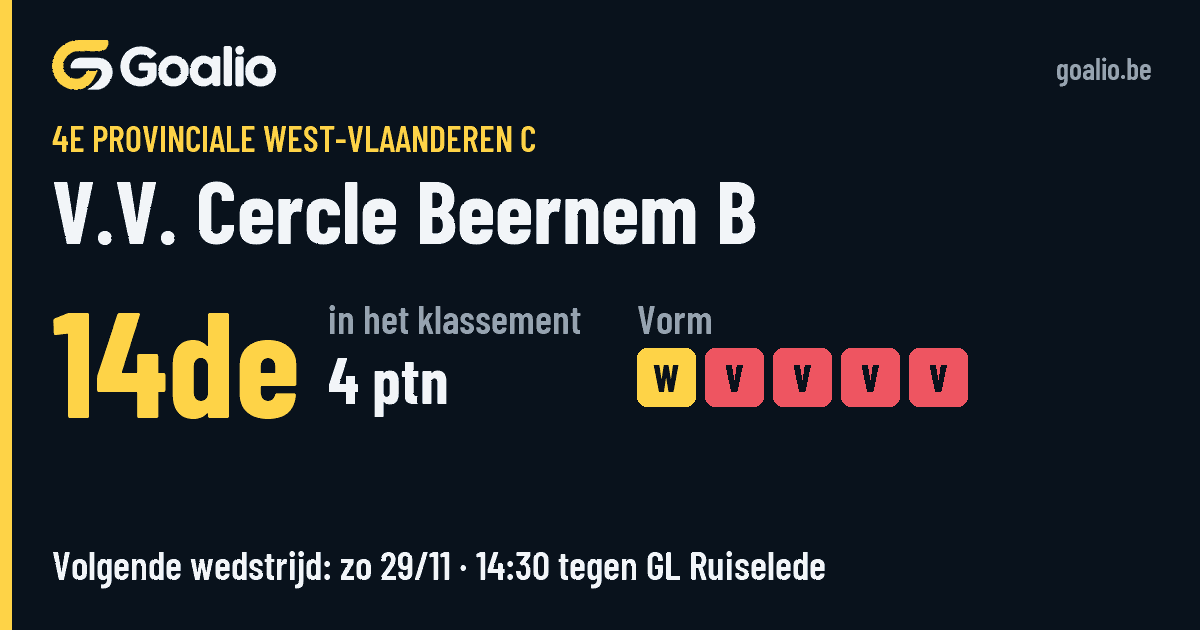 Goalio
goalio.be
4E PROVINCIALE WEST-VLAANDEREN C
V.V. Cercle Beernem B
14de
in het klassement
4 ptn
Vorm
W V V V V
Volgende wedstrijd: zo 29/11 · 14:30 tegen GL Ruiselede